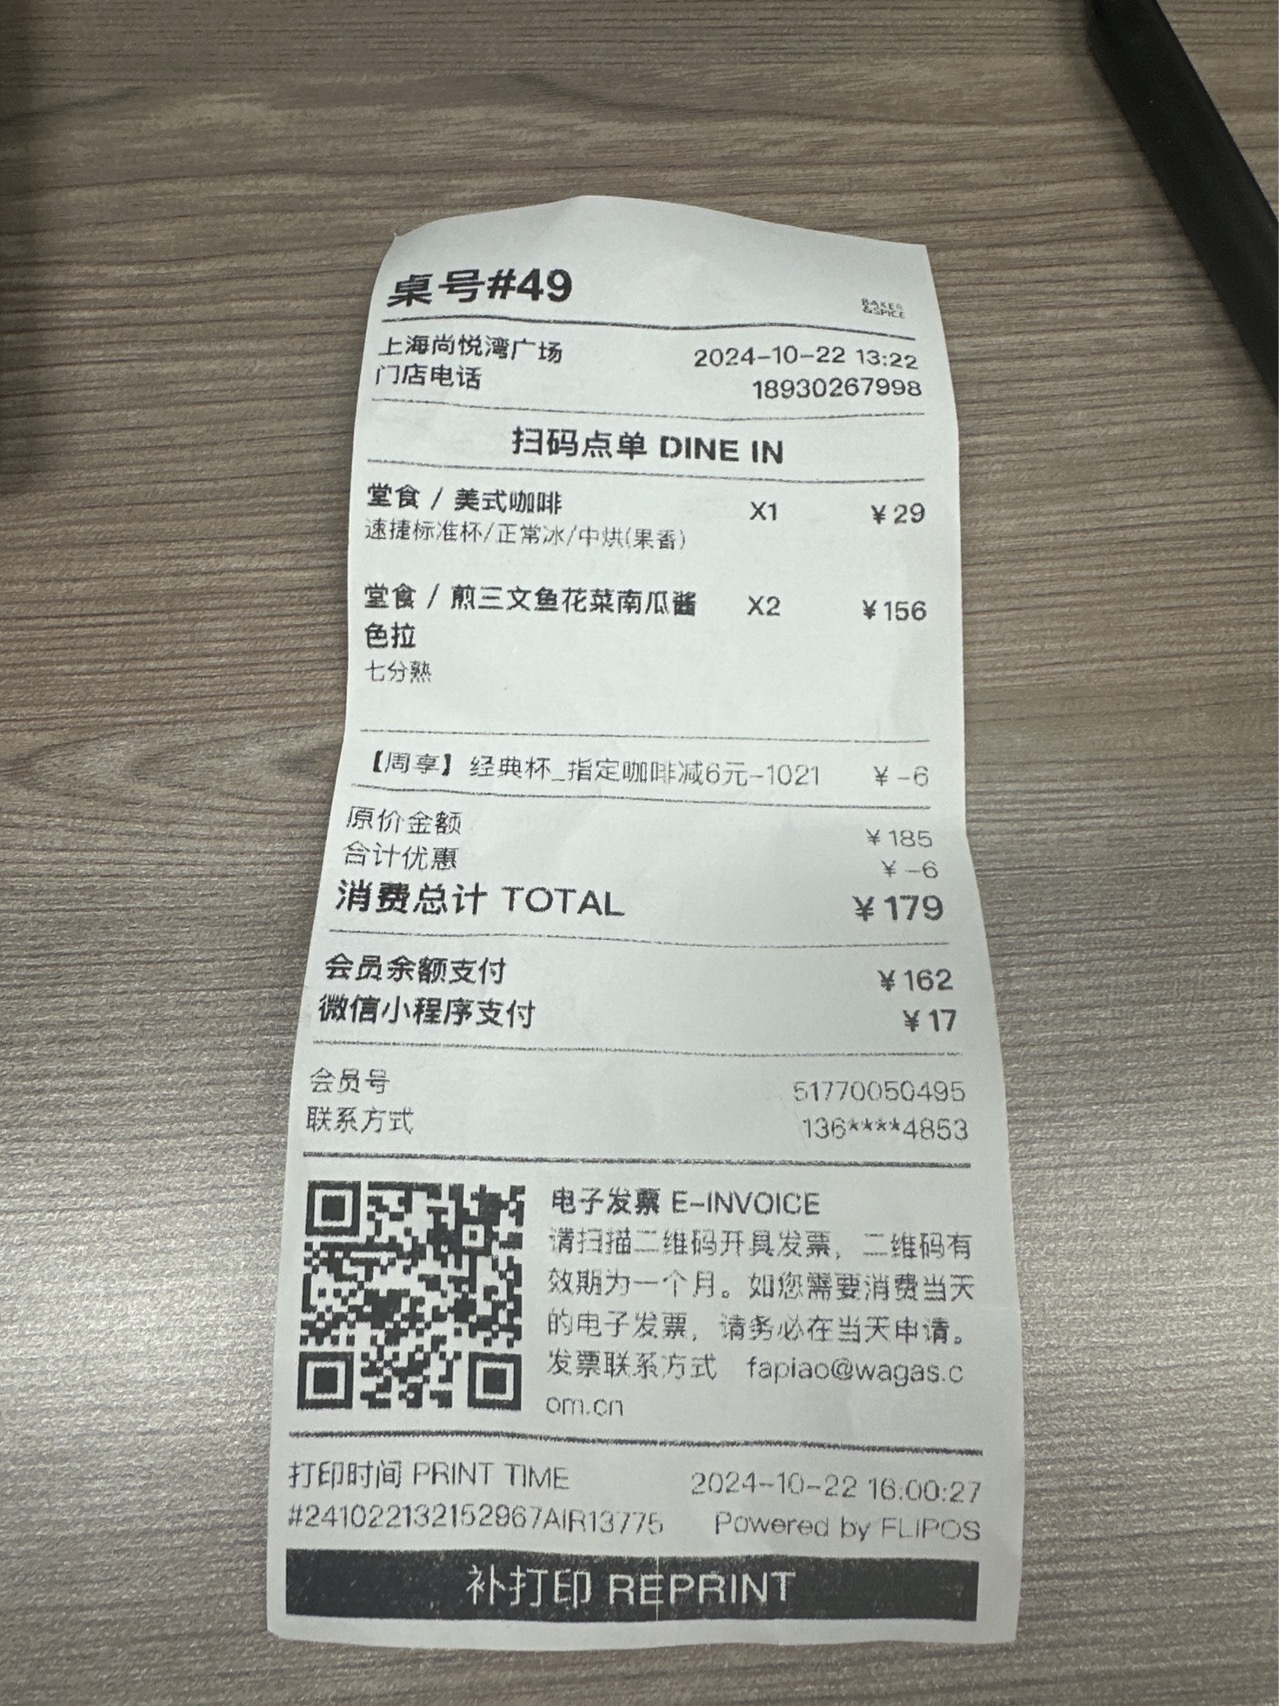 桌号#49
BAKER
&SPICE
上海尚悦湾广场 2024-10-22 13:22
门店电话 18930267998
扫码点单 DINE IN
堂食 / 美式咖啡 X1 ¥29
速捷标准杯/正常冰/中烘(果香)
堂食 / 煎三文鱼花菜南瓜酱 X2 ¥156
色拉
七分熟
【周享】经典杯_指定咖啡减6元-1021 ¥-6
原价金额 ¥185
合计优惠 ¥-6
消费总计 TOTAL ¥179
会员余额支付 ¥162
微信小程序支付 ¥17
会员号 51770050495
联系方式 136****4853
电子发票 E-INVOICE
请扫描二维码开具发票，二维码有
效期为一个月。如您需要消费当天
的电子发票，请务必在当天申请。
发票联系方式 fapiao@wagas.c
om.cn
打印时间 PRINT TIME 2024-10-22 16:00:27
#241022132152967AIR13775 Powered by FLIPOS
补打印 REPRINT